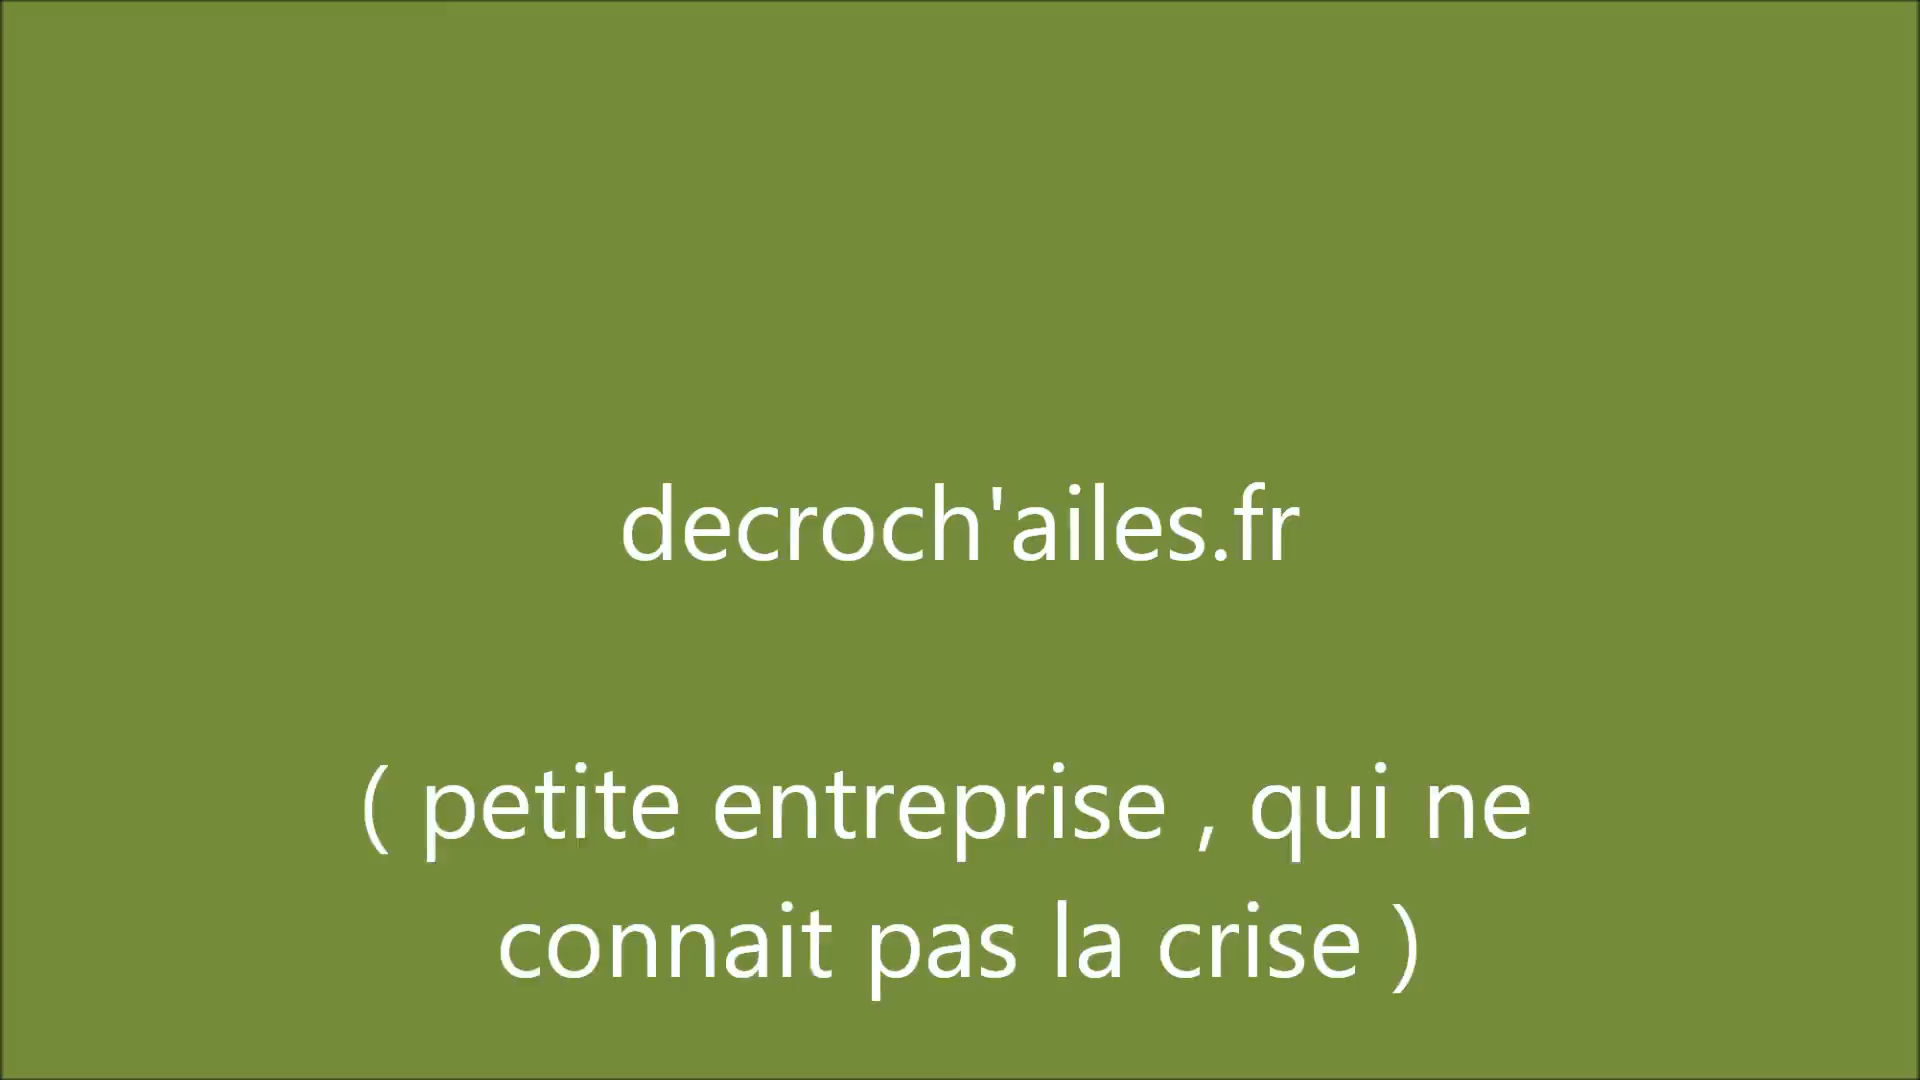 decroch'ailes.fr
( petite entreprise , qui ne
connait pas la crise )